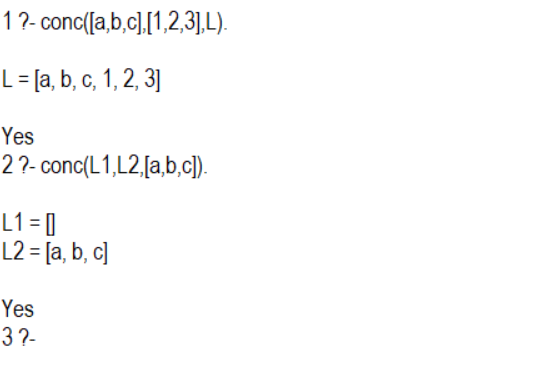 1 ?- conc([a,b,c],[1,2,3],L).
L = [a, b, c, 1, 2, 3]
Yes
2 ?- conc(L1,L2,[a,b,c]).
L1 = []
L2 = [a, b, c]
Yes
3 ?-